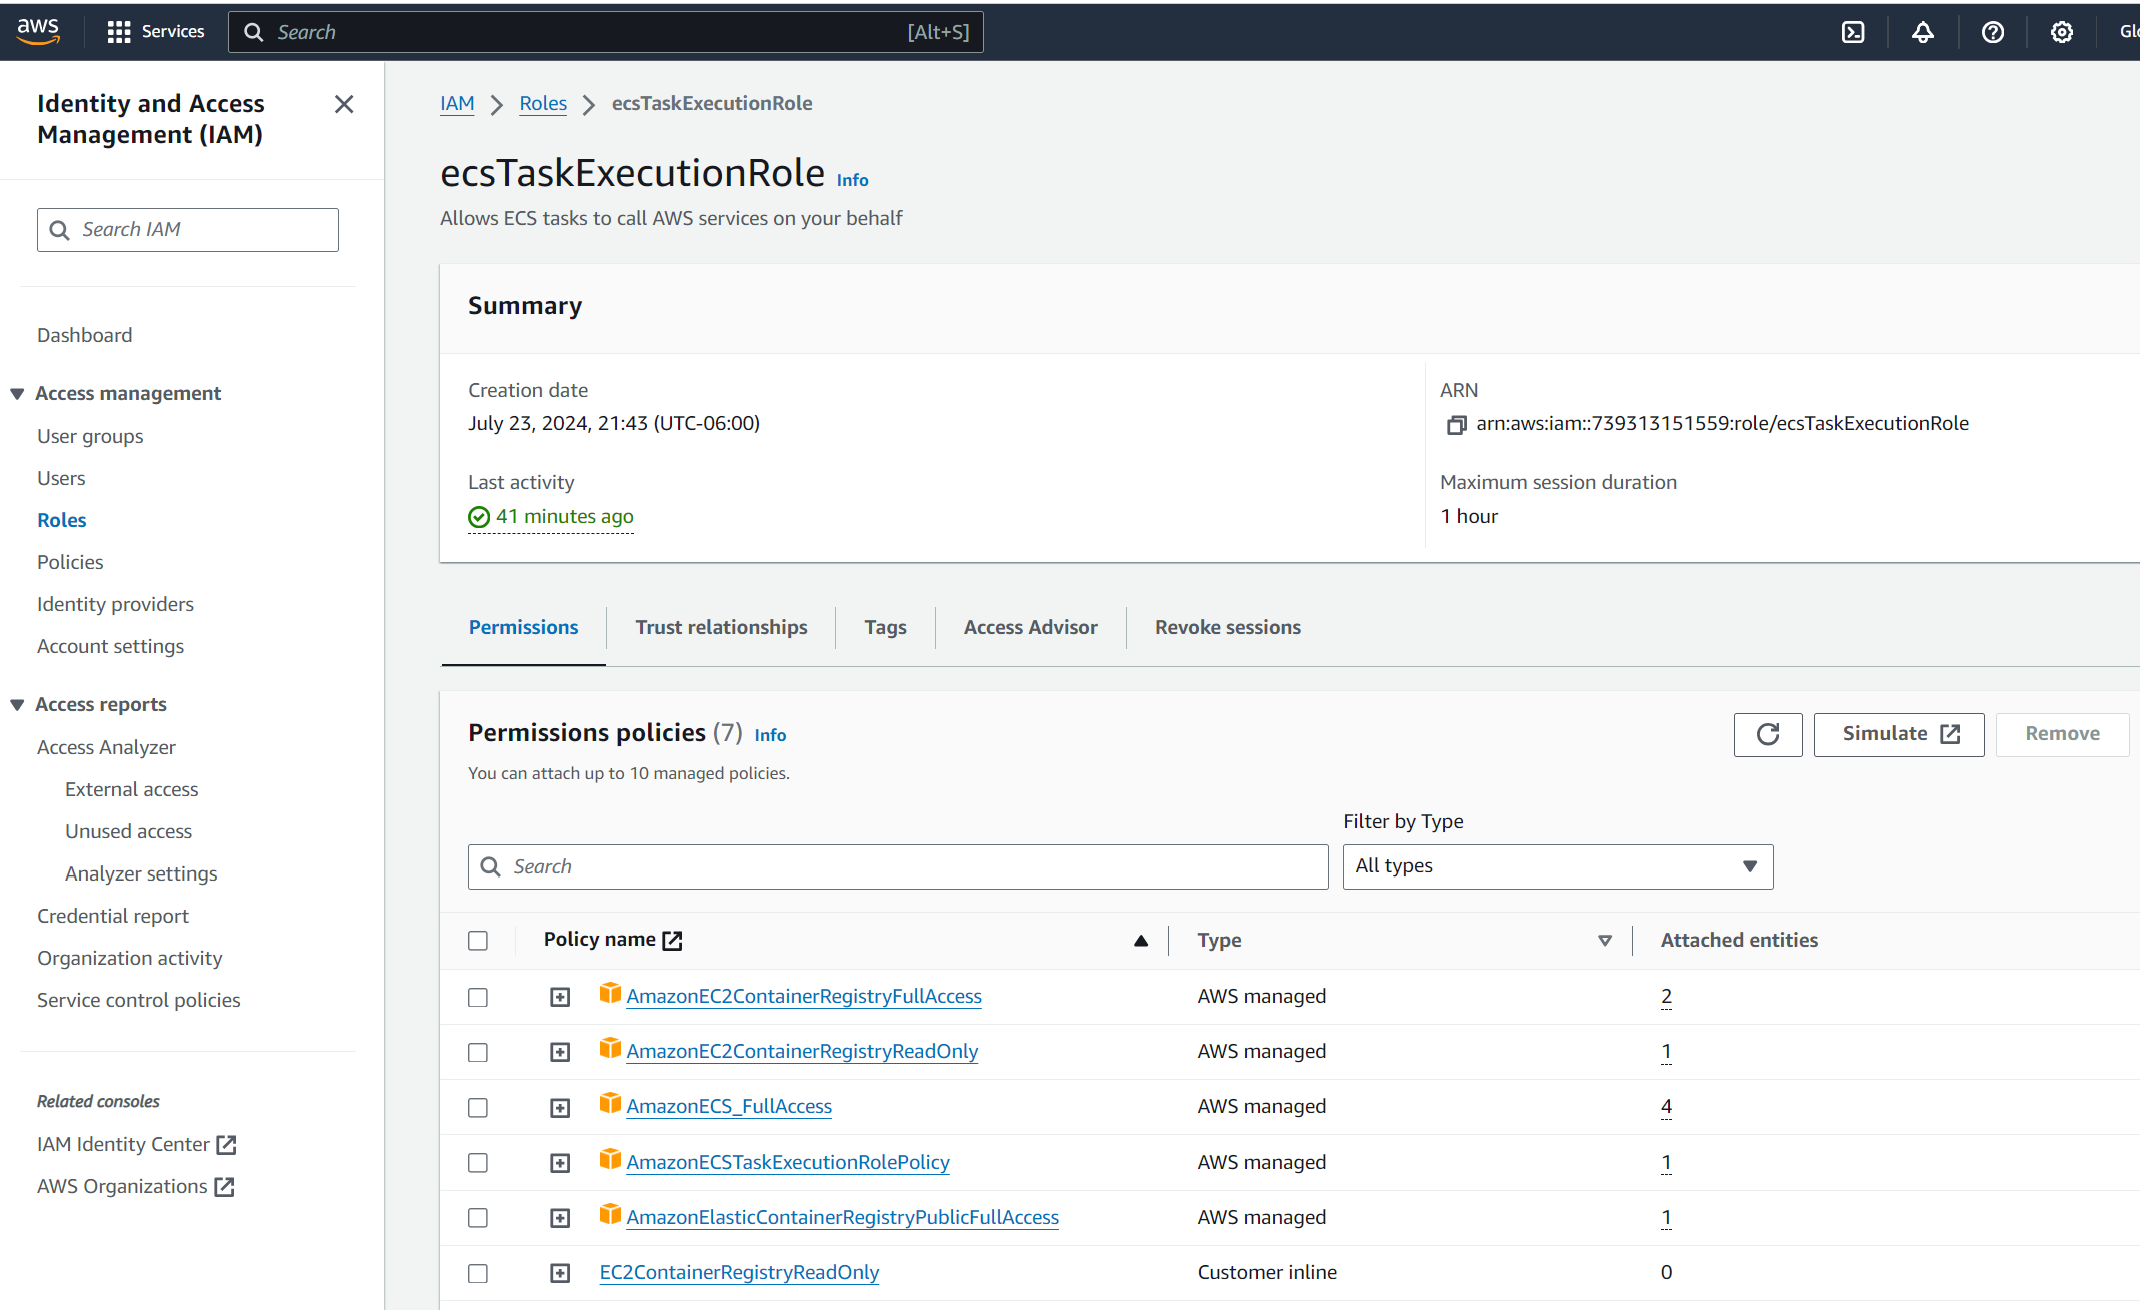 aws
Services
Search
[Alt+S]
Identity and Access
Management (IAM)
Search IAM
Dashboard
Access management
User groups
Users
Roles
Policies
Identity providers
Account settings
Access reports
Access Analyzer
External access
Unused access
Analyzer settings
Credential report
Organization activity
Service control policies
Related consoles
IAM Identity Center
AWS Organizations
IAM > Roles > ecsTaskExecutionRole
ecsTaskExecutionRole Info
Allows ECS tasks to call AWS services on your behalf
Summary
Creation date
July 23, 2024, 21:43 (UTC-06:00)
Last activity
41 minutes ago
ARN
arn:aws:iam::739313151559:role/ecsTaskExecutionRole
Maximum session duration
1 hour
Permissions
Trust relationships
Tags
Access Advisor
Revoke sessions
Permissions policies (7) Info
You can attach up to 10 managed policies.
Simulate
Remove
Filter by Type
Search
All types
Policy name
Type
Attached entities
AmazonEC2ContainerRegistryFullAccess AWS managed 2
AmazonEC2ContainerRegistryReadOnly AWS managed 1
AmazonECS_FullAccess AWS managed 4
AmazonECSTaskExecutionRolePolicy AWS managed 1
AmazonElasticContainerRegistryPublicFullAccess AWS managed 1
EC2ContainerRegistryReadOnly Customer inline 0